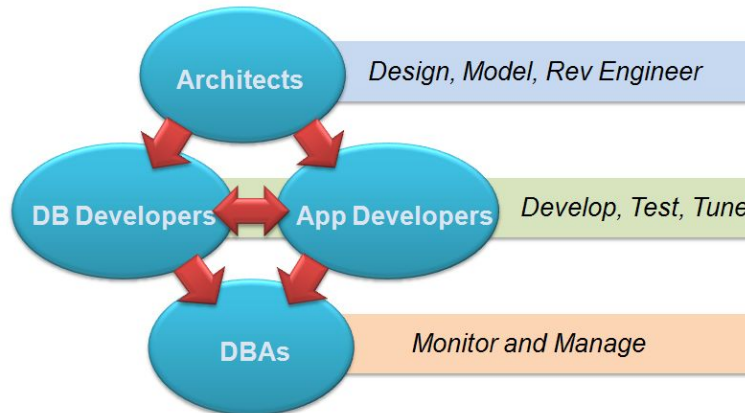 Architects
Design, Model, Rev Engineer
DB Developers
App Developers
Develop, Test, Tune
DBAs
Monitor and Manage